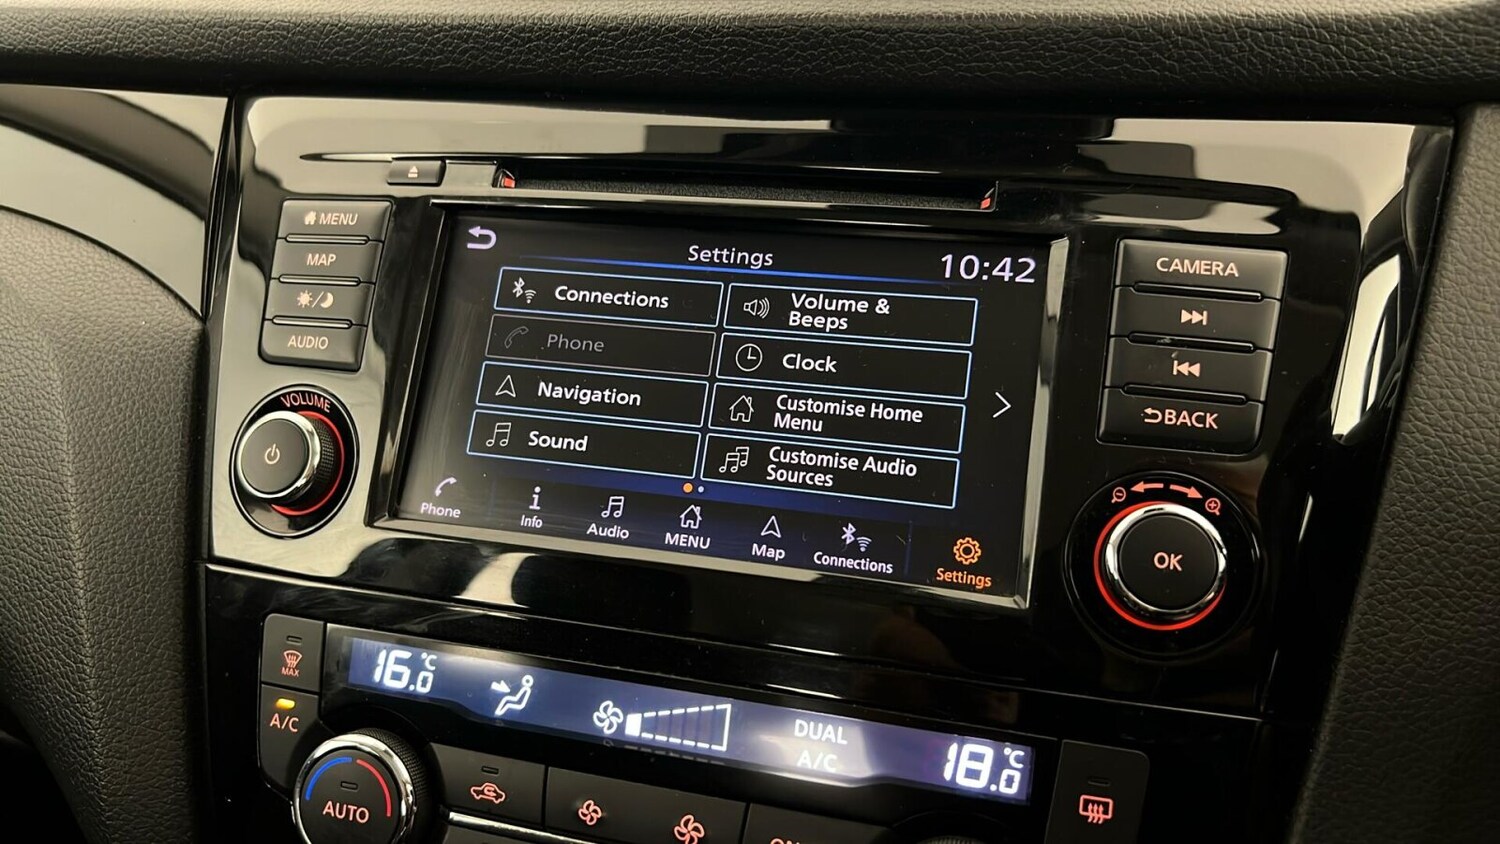 MENU
MAP
AUDIO
VOLUME
Settings
10:42
Connections
Volume &
Beeps
Phone
Clock
Navigation
Customise Home
Menu
Sound
Customise Audio
Sources
Phone
Info
Audio
MENU
Map
Connections
Settings
CAMERA
BACK
OK
MAX
A/C
AUTO
16.0°C
DUAL
A/C
18.0°C